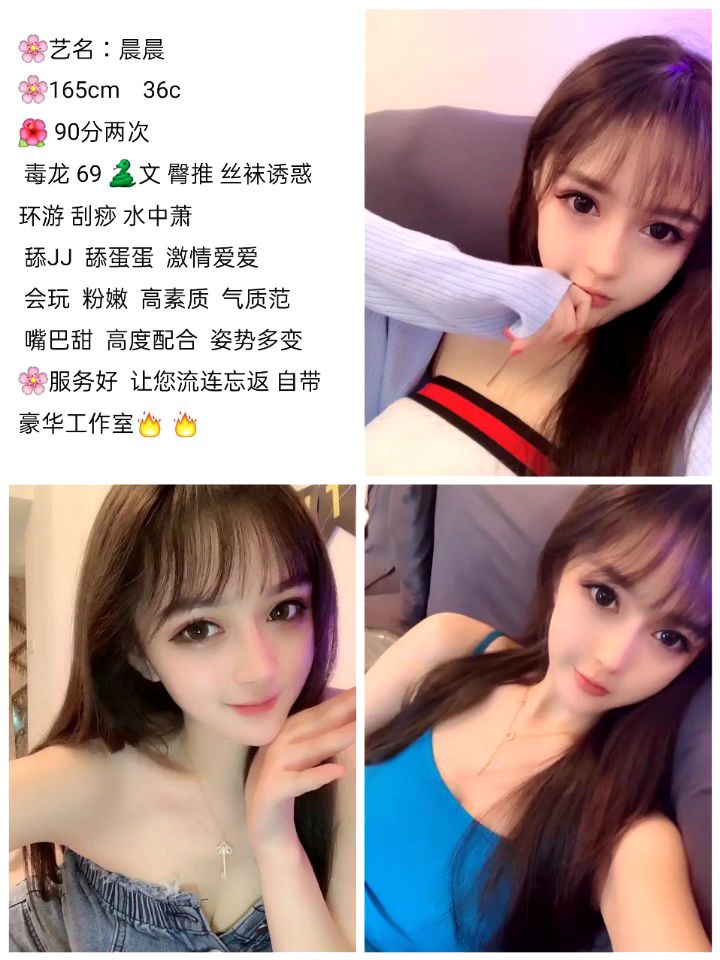 🌸艺名：晨晨
🌸165cm 36c
🌺 90分两次
毒龙 69 🐍文 臀推 丝袜诱惑
环游 刮痧 水中萧
舔JJ 舔蛋蛋 激情爱爱
会玩 粉嫩 高素质 气质范
嘴巴甜 高度配合 姿势多变
🌸服务好 让您流连忘返 自带
豪华工作室🔥 🔥